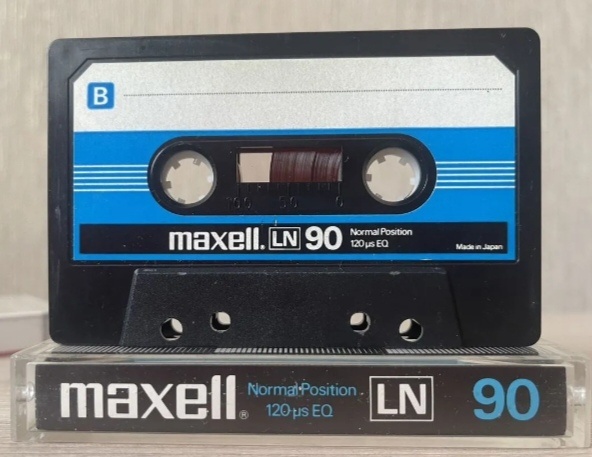 B
100 50 0
maxell. LN 90 Normal Position
120 µs EQ
Made in Japan
maxell® Normal Position LN 90
120 µs EQ